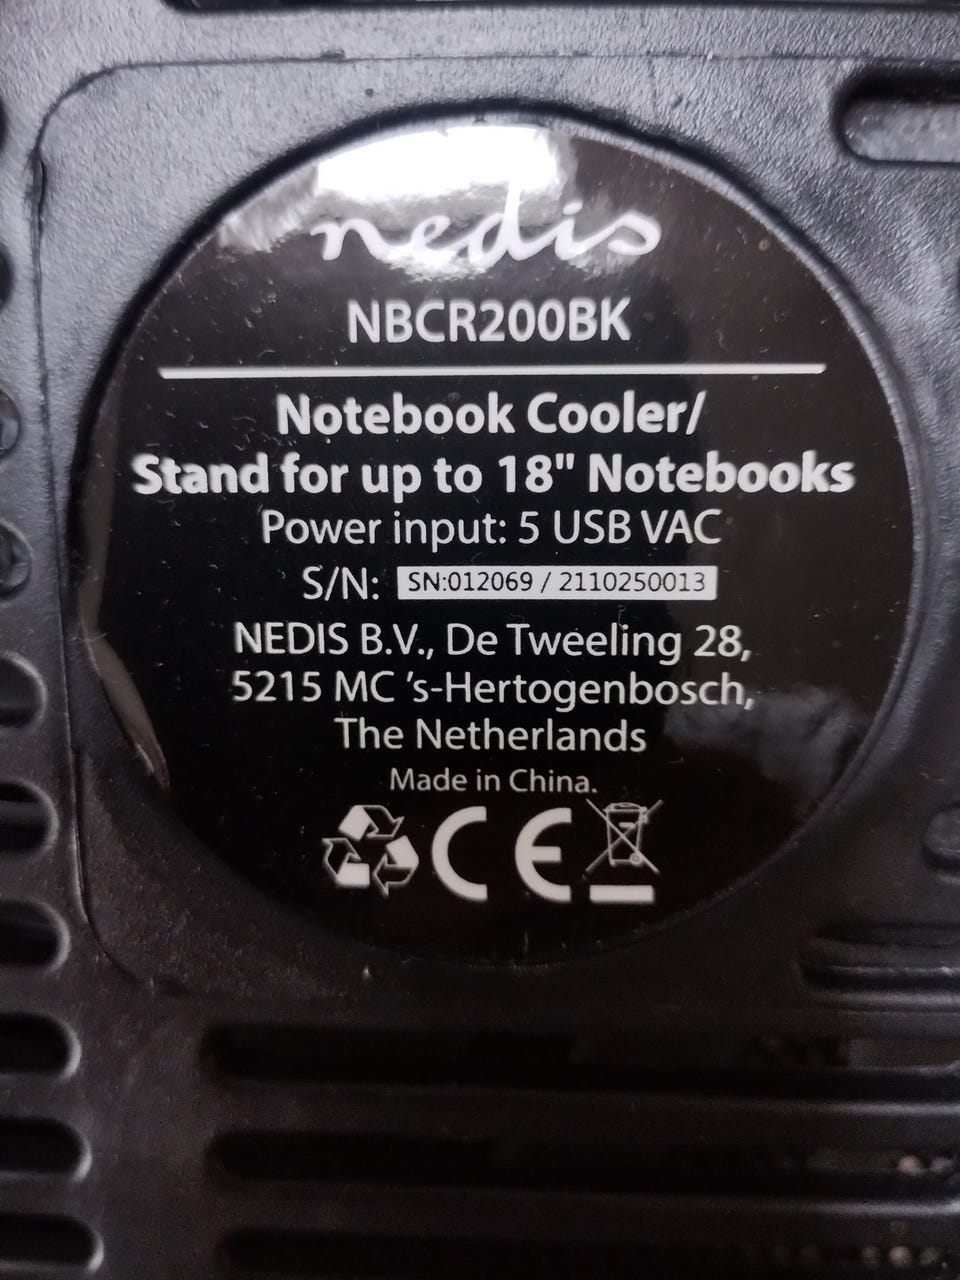 nedis
NBCR200BK
Notebook Cooler/
Stand for up to 18" Notebooks
Power input: 5 USB VAC
S/N: SN:012069 / 2110250013
NEDIS B.V., De Tweeling 28,
5215 MC 's-Hertogenbosch,
The Netherlands
Made in China.
CE